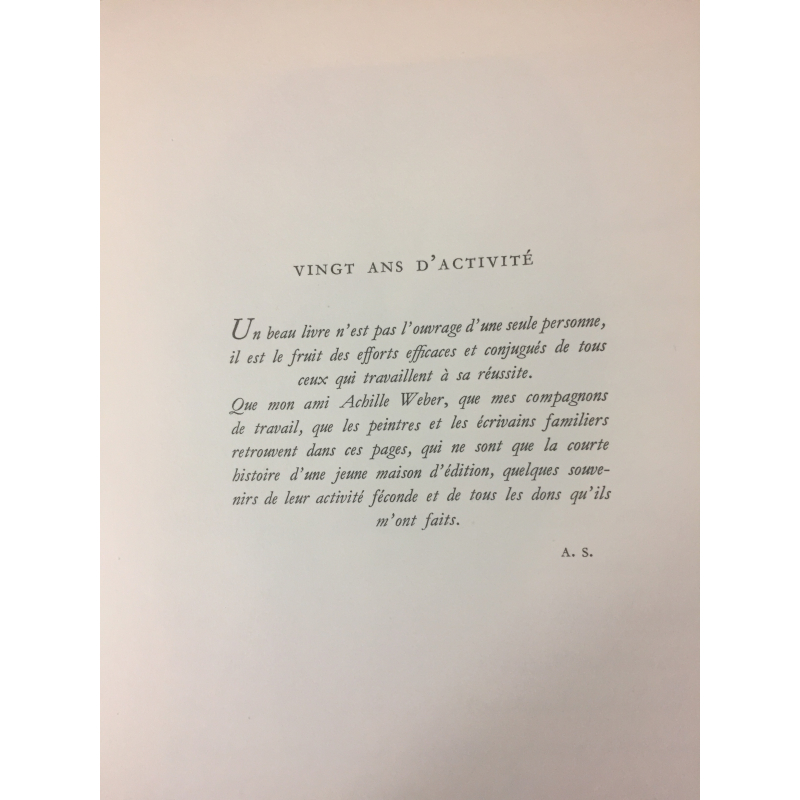 VINGT ANS D'ACTIVITÉ
Un beau livre n'est pas l'ouvrage d'une seule personne,
il est le fruit des efforts efficaces et conjugués de tous
ceux qui travaillent à sa réussite.
Que mon ami Achille Weber, que mes compagnons
de travail, que les peintres et les écrivains familiers
retrouvent dans ces pages, qui ne sont que la courte
histoire d'une jeune maison d'édition, quelques souve-
nirs de leur activité féconde et de tous les dons qu'ils
m'ont faits.
A. S.